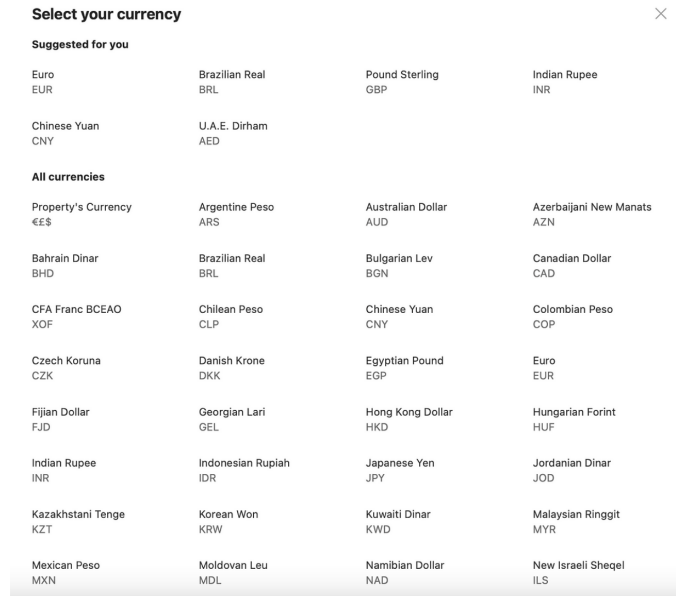 Select your currency
Suggested for you
Euro
EUR
Brazilian Real
BRL
Pound Sterling
GBP
Indian Rupee
INR
Chinese Yuan
CNY
U.A.E. Dirham
AED
All currencies
Property's Currency
€£$
Argentine Peso
ARS
Australian Dollar
AUD
Azerbaijani New Manats
AZN
Bahrain Dinar
BHD
Brazilian Real
BRL
Bulgarian Lev
BGN
Canadian Dollar
CAD
CFA Franc BCEAO
XOF
Chilean Peso
CLP
Chinese Yuan
CNY
Colombian Peso
COP
Czech Koruna
CZK
Danish Krone
DKK
Egyptian Pound
EGP
Euro
EUR
Fijian Dollar
FJD
Georgian Lari
GEL
Hong Kong Dollar
HKD
Hungarian Forint
HUF
Indian Rupee
INR
Indonesian Rupiah
IDR
Japanese Yen
JPY
Jordanian Dinar
JOD
Kazakhstani Tenge
KZT
Korean Won
KRW
Kuwaiti Dinar
KWD
Malaysian Ringgit
MYR
Mexican Peso
MXN
Moldovan Leu
MDL
Namibian Dollar
NAD
New Israeli Sheqel
ILS